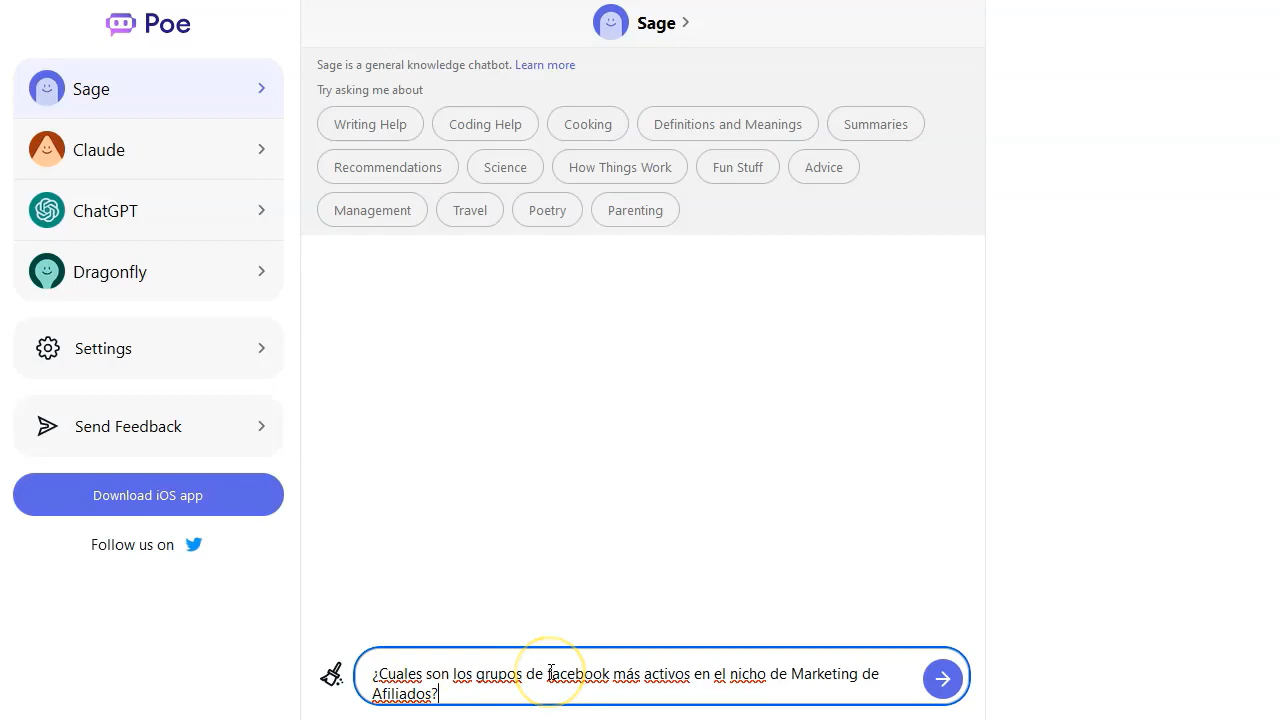 Poe
Sage
Claude
ChatGPT
Dragonfly
Settings
Send Feedback
Download iOS app
Follow us on
Sage
Sage is a general knowledge chatbot. Learn more
Try asking me about
Writing Help Coding Help Cooking Definitions and Meanings Summaries
Recommendations Science How Things Work Fun Stuff Advice
Management Travel Poetry Parenting
¿Cuales son los grupos de facebook más activos en el nicho de Marketing de
Afiliados?